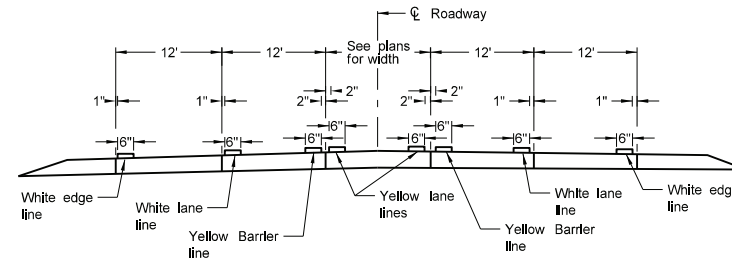 ℄ Roadway
12' 12' See plans 12' 12'
for width
2"
1" 1" 2" 2" 1" 1"
6" 6"
6" 6" 6" 6" 6" 6"
White edge
line
White lane
line
Yellow Barrier
line
Yellow lane
lines
Yellow Barrier
line
White lane
line
White edge
line